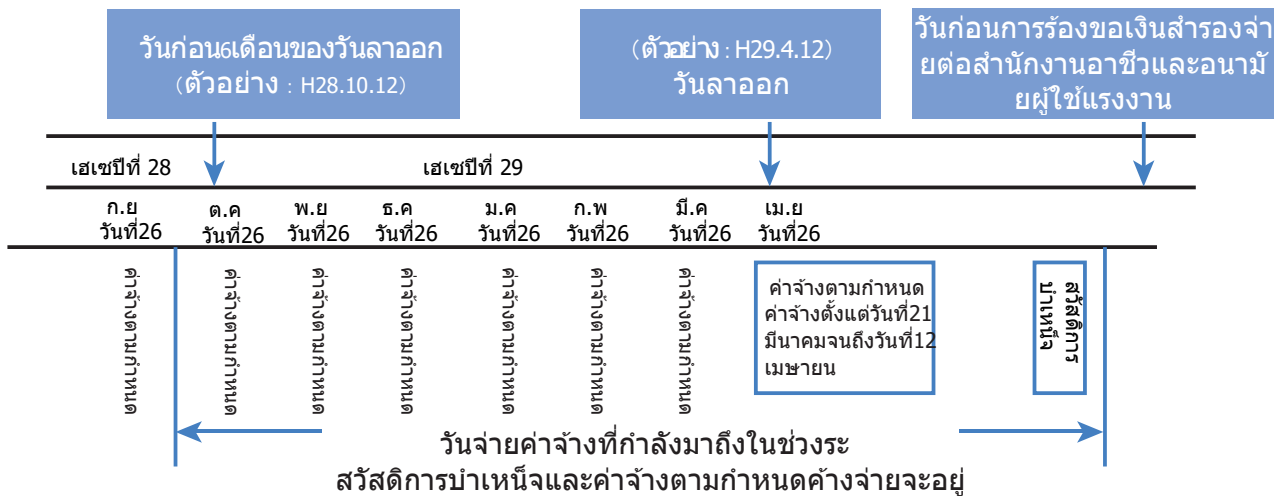 วันก่อน6เดือนของวันลาออก
(ตัวอย่าง : H28.10.12)
(ตัวอย่าง : H29.4.12)
วันลาออก
วันก่อนการร้องขอเงินสำรองจ่า
ยต่อสำนักงานอาชีวและอนามั
ยผู้ใช้แรงงาน
เฮเซปีที่ 28
เฮเซปีที่ 29
ก.ย
วันที่26
ต.ค
วันที่26
พ.ย
วันที่26
ธ.ค
วันที่26
ม.ค
วันที่26
ก.พ
วันที่26
มี.ค
วันที่26
เม.ย
วันที่26
ค่าจ้างตามกำหนด
ค่าจ้างตามกำหนด
ค่าจ้างตามกำหนด
ค่าจ้างตามกำหนด
ค่าจ้างตามกำหนด
ค่าจ้างตามกำหนด
ค่าจ้างตามกำหนด
ค่าจ้างตามกำหนด
ค่าจ้างตั้งแต่วันที่21
มีนาคมจนถึงวันที่12
เมษายน
สวัสดิการ
บำเหน็จ
วันจ่ายค่าจ้างที่กำลังมาถึงในช่วงระ
สวัสดิการบำเหน็จและค่าจ้างตามกำหนดค้างจ่ายจะอยู่